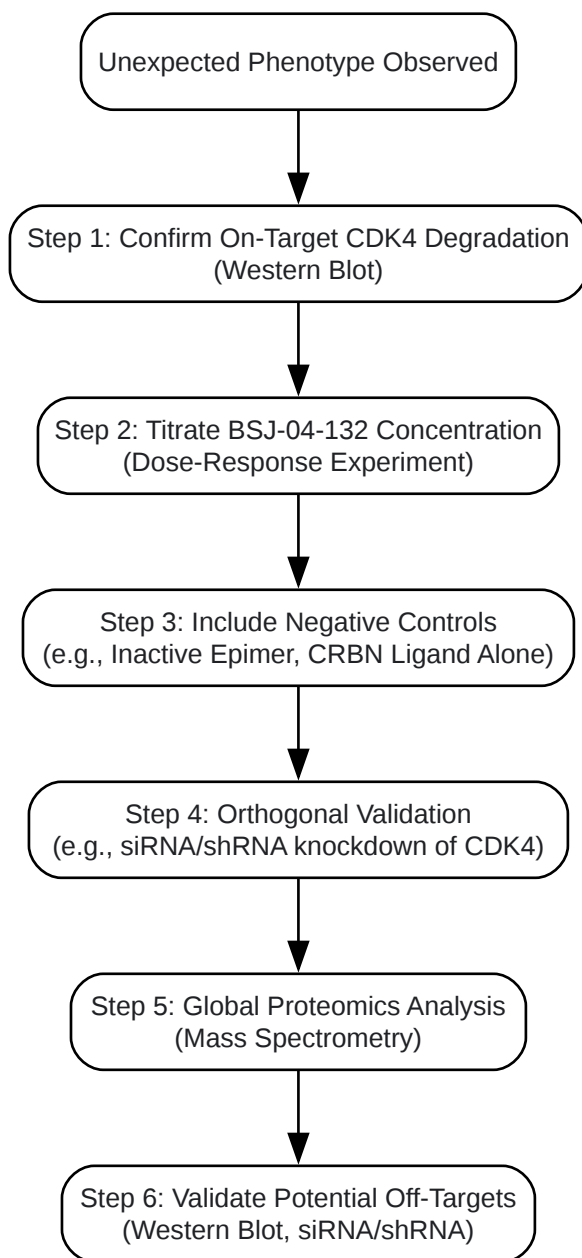 Unexpected Phenotype Observed
Step 1: Confirm On-Target CDK4 Degradation
(Western Blot)
Step 2: Titrate BSJ-04-132 Concentration
(Dose-Response Experiment)
Step 3: Include Negative Controls
(e.g., Inactive Epimer, CRBN Ligand Alone)
Step 4: Orthogonal Validation
(e.g., siRNA/shRNA knockdown of CDK4)
Step 5: Global Proteomics Analysis
(Mass Spectrometry)
Step 6: Validate Potential Off-Targets
(Western Blot, siRNA/shRNA)